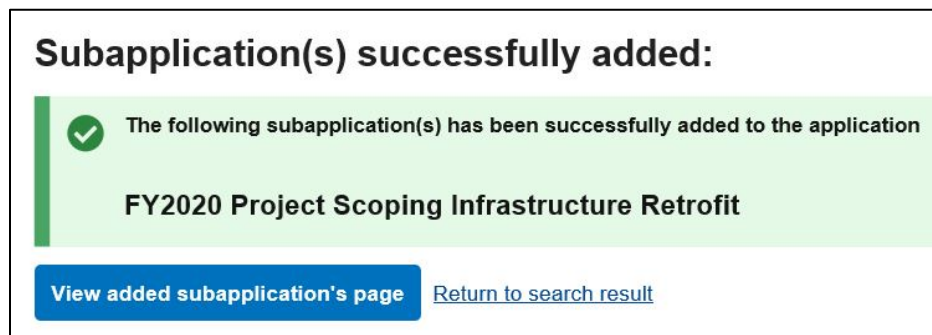 Subapplication(s) successfully added:
The following subapplication(s) has been successfully added to the application
FY2020 Project Scoping Infrastructure Retrofit
View added subapplication's page Return to search result